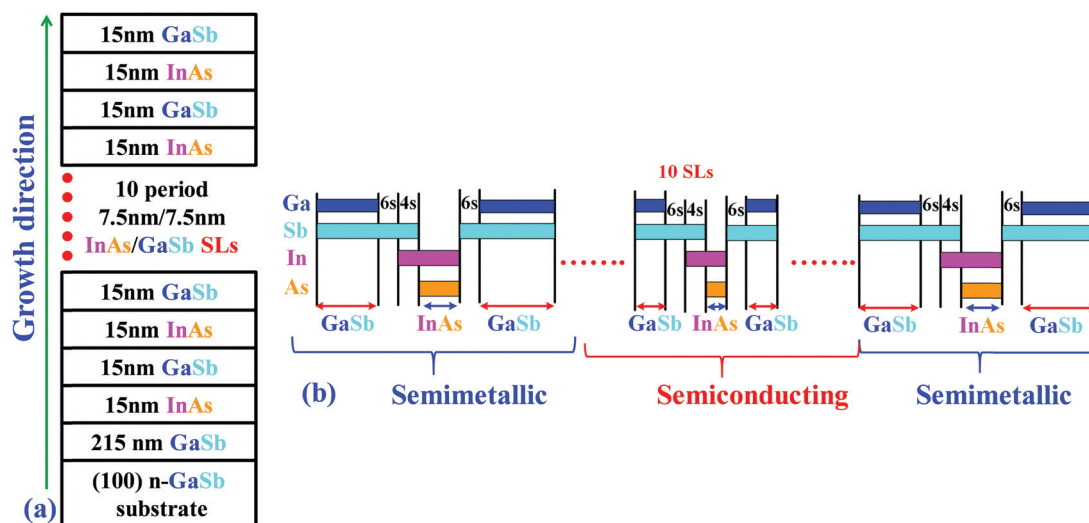 Growth direction
15nm GaSb
15nm InAs
15nm GaSb
15nm InAs
10 period
7.5nm/7.5nm
InAs/GaSb SLs
15nm GaSb
15nm InAs
15nm GaSb
15nm InAs
215 nm GaSb
(100) n-GaSb
substrate
(a)
10 SLs
Ga 6s 4s 6s 6s 4s 6s 6s 4s 6s
Sb
In
As
GaSb InAs GaSb GaSb InAs GaSb GaSb InAs GaSb
(b) Semimetallic Semiconducting Semimetallic